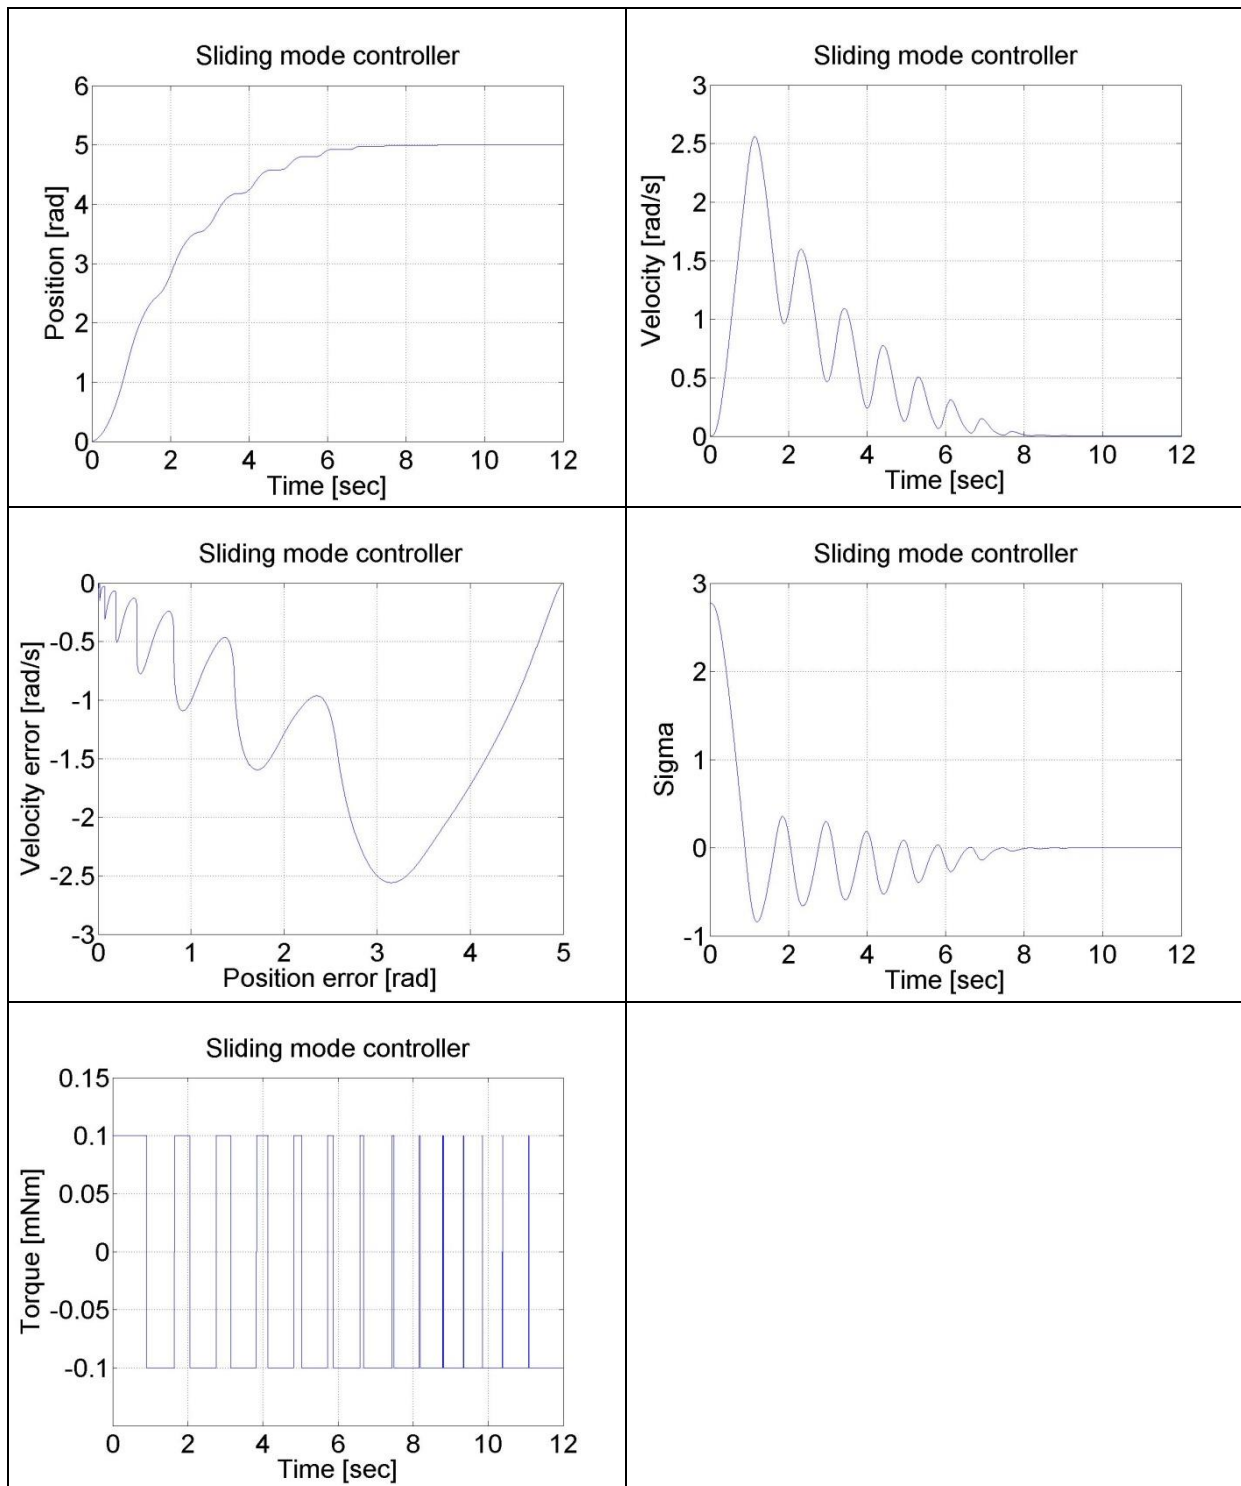 Sliding mode controller
6
5
4
3
2
1
0
0 2 4 6 8 10 12
Position [rad]
Time [sec]
Sliding mode controller
3
2.5
2
1.5
1
0.5
0
0 2 4 6 8 10 12
Velocity [rad/s]
Time [sec]
Sliding mode controller
0
-0.5
-1
-1.5
-2
-2.5
-3
0 1 2 3 4 5
Velocity error [rad/s]
Position error [rad]
Sliding mode controller
3
2
1
0
-1
0 2 4 6 8 10 12
Sigma
Time [sec]
Sliding mode controller
0.15
0.1
0.05
0
-0.05
-0.1
0 2 4 6 8 10 12
Torque [mNm]
Time [sec]